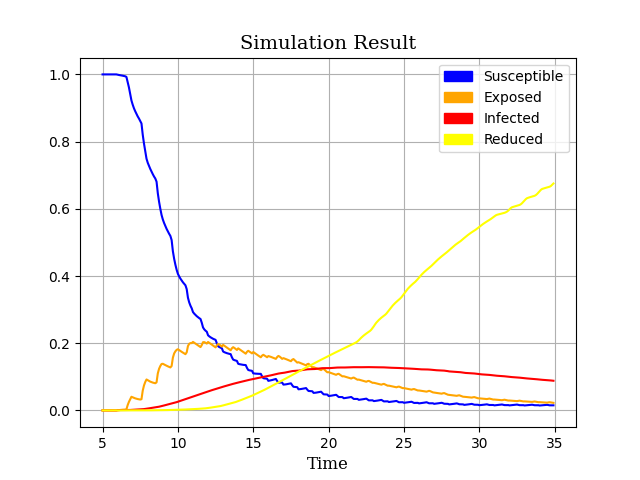 Simulation Result
1.0
0.8
0.6
0.4
0.2
0.0
Susceptible
Exposed
Infected
Reduced
5 10 15 20 25 30 35
Time